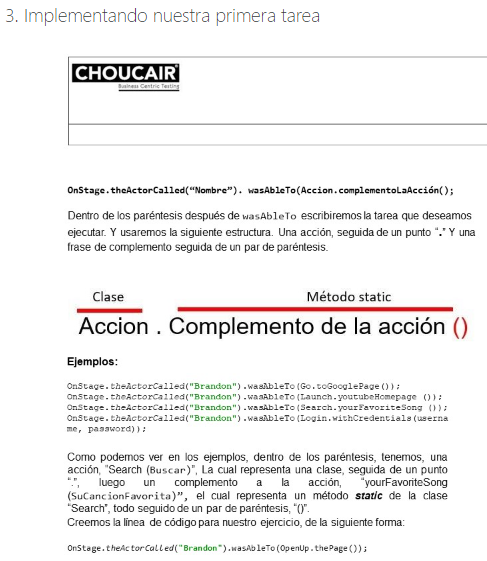 3. Implementando nuestra primera tarea
CHOUCAIR
Business Centric Testing
OnStage.theActorCalled(“Nombre”). wasAbleTo(Accion.complementoLaAcción();
Dentro de los paréntesis después de wasAbleTo escribiremos la tarea que deseamos
ejecutar. Y usaremos la siguiente estructura. Una acción, seguida de un punto “.” Y una
frase de complemento seguida de un par de paréntesis.
Clase Método static
Accion . Complemento de la acción ()
Ejemplos:
OnStage.theActorCalled("Brandon").wasAbleTo(Go.toGooglePage());
OnStage.theActorCalled("Brandon").wasAbleTo(Launch.youtubeHomepage ());
OnStage.theActorCalled("Brandon").wasAbleTo(Search.yourFavoriteSong ());
OnStage.theActorCalled("Brandon").wasAbleTo(Login.withCredentials(userna
me, password));
Como podemos ver en los ejemplos, dentro de los paréntesis, tenemos, una
acción, “Search (Buscar)”, La cual representa una clase, seguida de un punto
“.”, luego un complemento a la acción, “yourFavoriteSong
(SuCancionFavorita)”, el cual representa un método static de la clase
“Search”, todo seguido de un par de paréntesis, “()”.
Creemos la línea de código para nuestro ejercicio, de la siguiente forma:
OnStage.theActorCalled("Brandon").wasAbleTo(OpenUp.thePage());